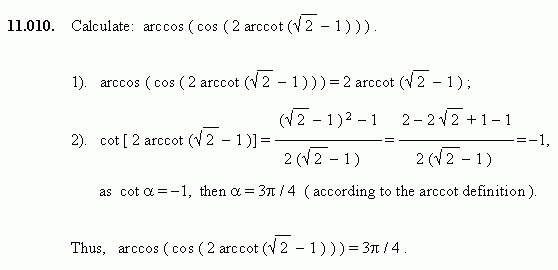 11.010. Calculate: arccos ( cos ( 2 arccot (√2 − 1 ) ) ) .
1). arccos ( cos ( 2 arccot (√2 − 1 ) ) ) = 2 arccot (√2 − 1 ) ;
2). cot [ 2 arccot (√2 − 1 )] = (√2 − 1 )² − 1 / 2 (√2 − 1 ) = 2 − 2 √2 + 1 − 1 / 2 (√2 − 1 ) = −1,
as cot α = −1, then α = 3π / 4 ( according to the arccot definition ).
Thus, arccos ( cos ( 2 arccot (√2 − 1 ) ) ) = 3π / 4 .